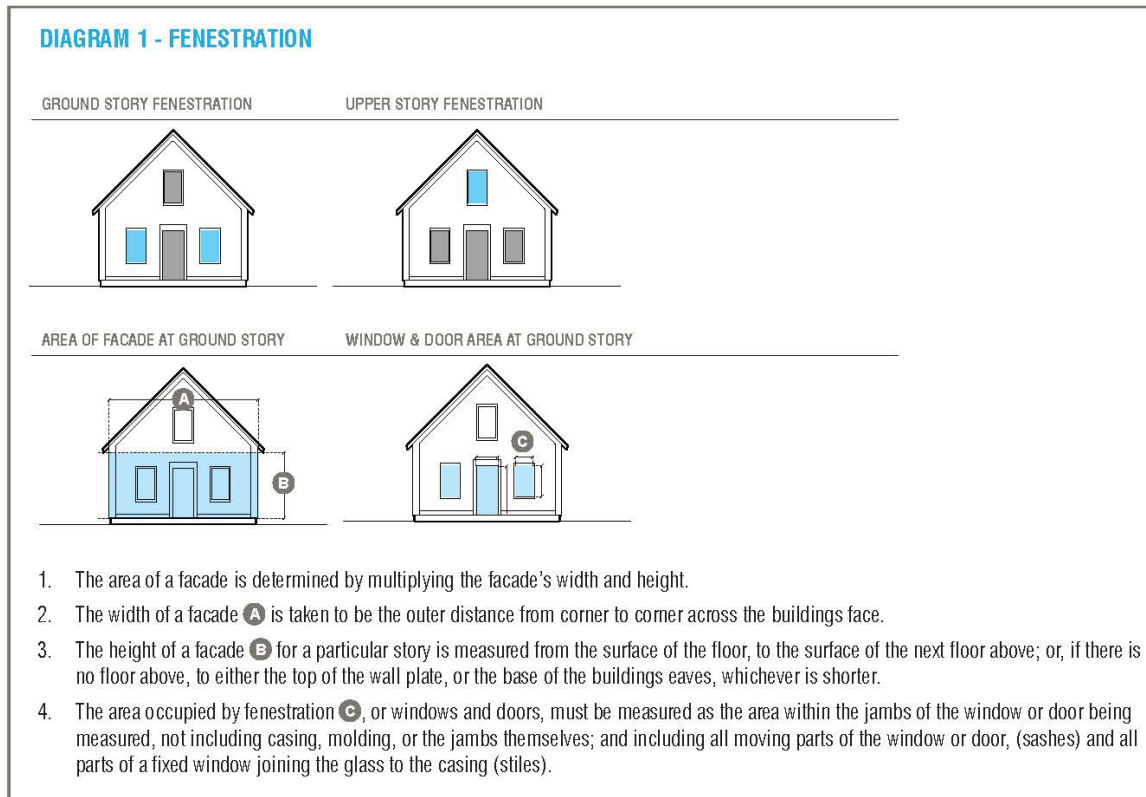 DIAGRAM 1 - FENESTRATION
GROUND STORY FENESTRATION
UPPER STORY FENESTRATION
AREA OF FACADE AT GROUND STORY
WINDOW & DOOR AREA AT GROUND STORY
A
B
C
1. The area of a facade is determined by multiplying the facade's width and height.
2. The width of a facade A is taken to be the outer distance from corner to corner across the buildings face.
3. The height of a facade B for a particular story is measured from the surface of the floor, to the surface of the next floor above; or, if there is
no floor above, to either the top of the wall plate, or the base of the buildings eaves, whichever is shorter.
4. The area occupied by fenestration C, or windows and doors, must be measured as the area within the jambs of the window or door being
measured, not including casing, molding, or the jambs themselves; and including all moving parts of the window or door, (sashes) and all
parts of a fixed window joining the glass to the casing (stiles).